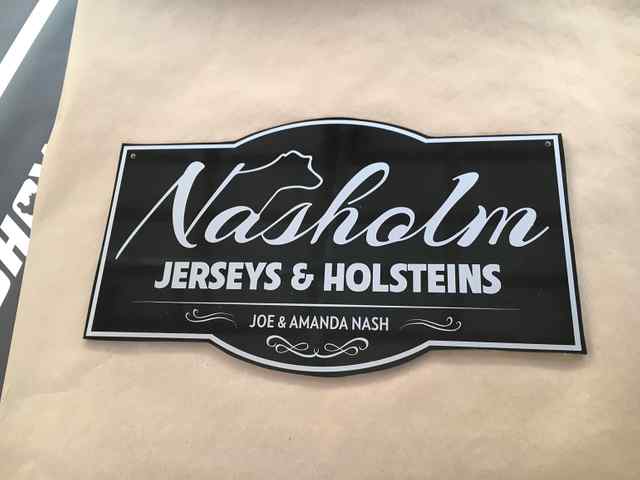 Nasholm
JERSEYS & HOLSTEINS
JOE & AMANDA NASH